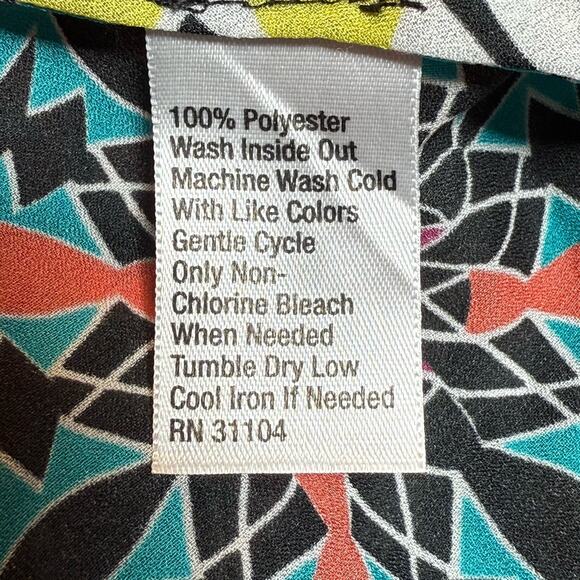 100% Polyester
Wash Inside Out
Machine Wash Cold
With Like Colors
Gentle Cycle
Only Non-
Chlorine Bleach
When Needed
Tumble Dry Low
Cool Iron If Needed
RN 31104